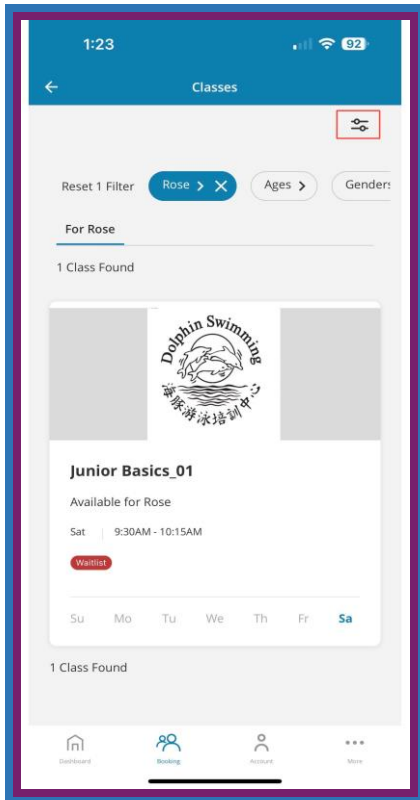 1:23
92
Classes
Reset 1 Filter
Rose
Ages
Genders
For Rose
1 Class Found
Dolphin Swimming
海豚游泳培訓中心
Junior Basics_01
Available for Rose
Sat 9:30AM - 10:15AM
Waitlist
Su Mo Tu We Th Fr Sa
1 Class Found
Dashboard Booking Account More